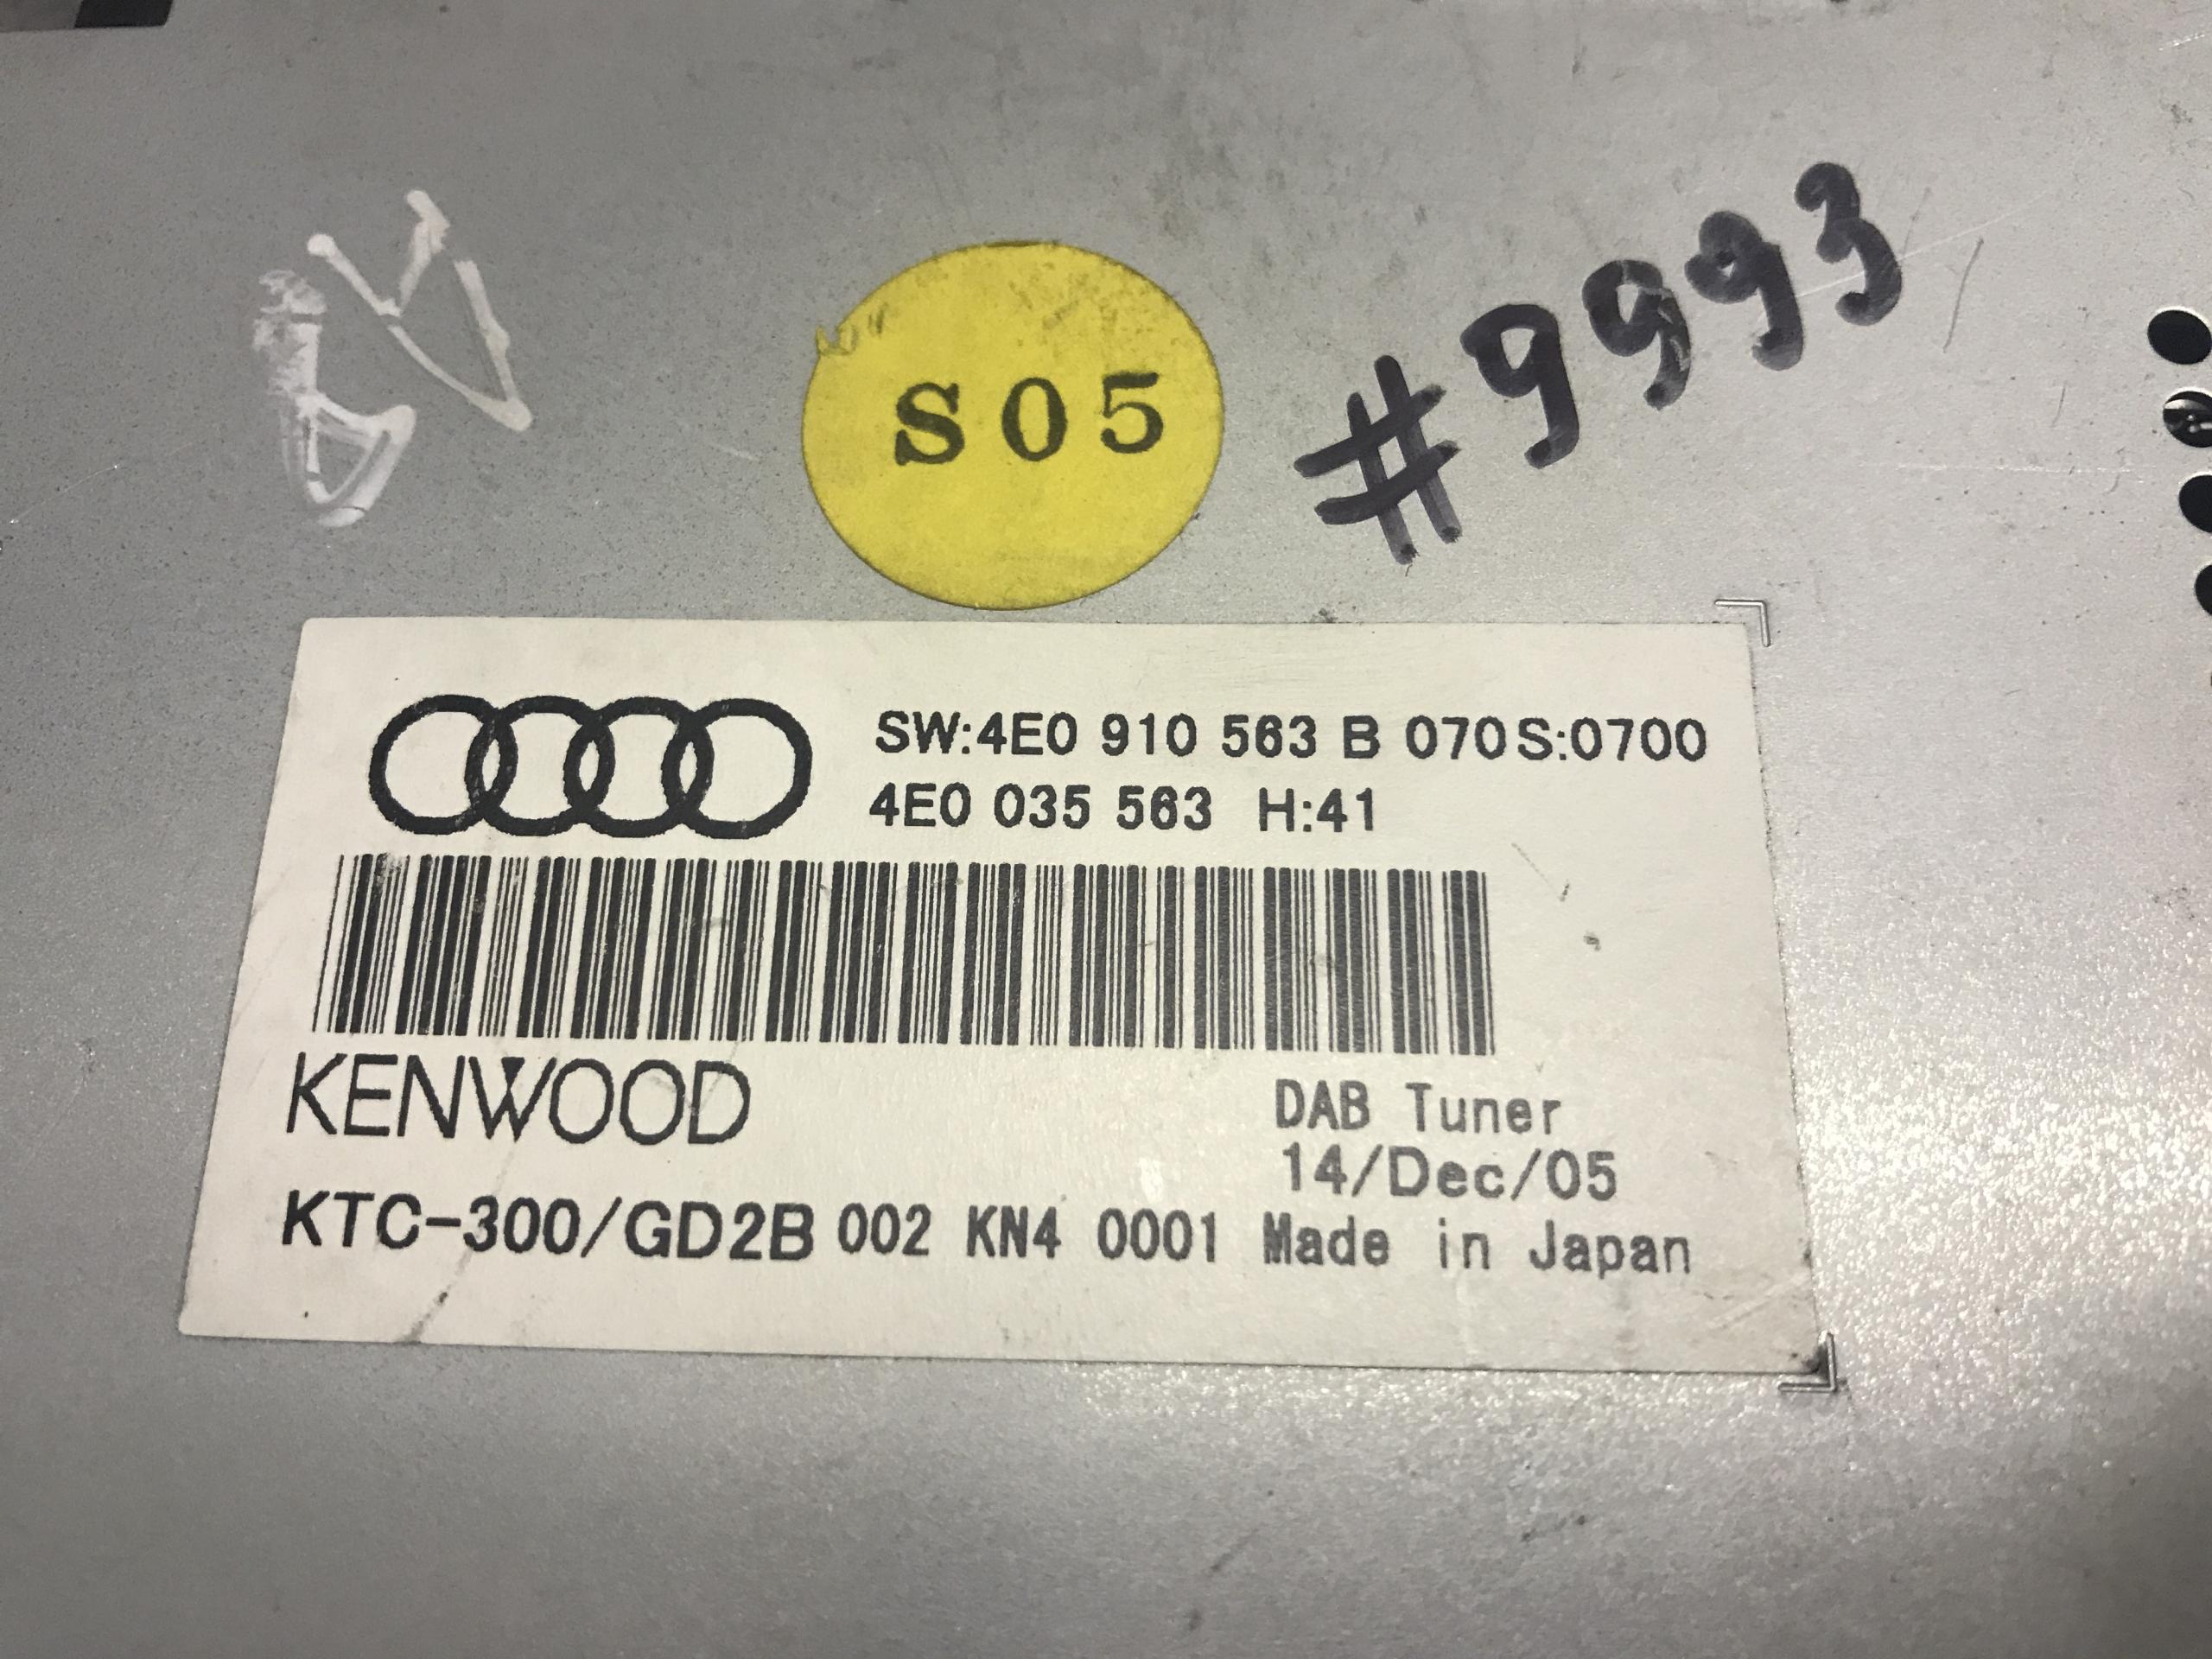 S05
#9993
SW:4E0 910 563 B 070 S:0700
4E0 035 563 H:41
KENWOOD
DAB Tuner
14/Dec/05
KTC-300/GD2B 002 KN4 0001 Made in Japan